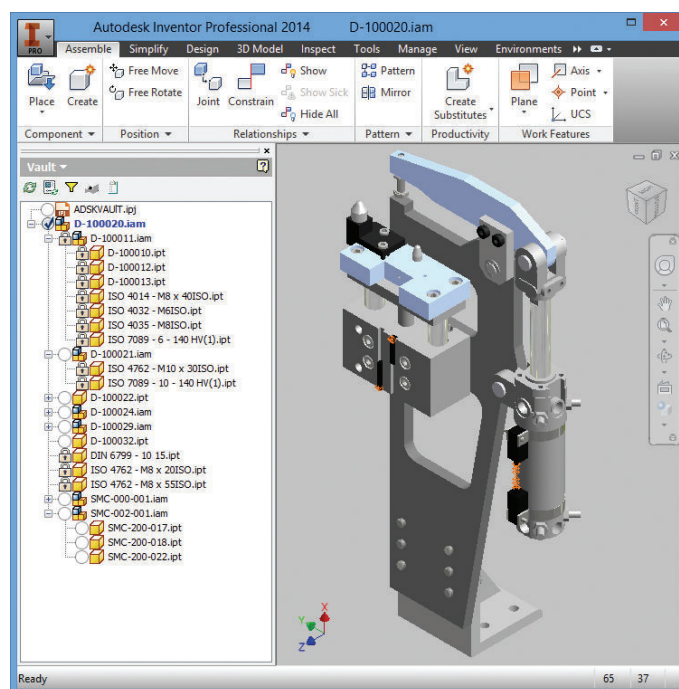 Autodesk Inventor Professional 2014 D-100020.iam
PRO
Assemble Simplify Design 3D Model Inspect Tools Manage View Environments
Place Create Free Move Free Rotate Joint Constrain Show Show Sick Hide All Pattern Mirror Create Substitutes Plane Axis Point UCS
Component Position Relationships Pattern Productivity Work Features
Vault
ADSKVAULT.ipj
D-100020.iam
D-100011.iam
D-100010.ipt
D-100012.ipt
D-100013.ipt
ISO 4014 - M8 x 40ISO.ipt
ISO 4032 - M6ISO.ipt
ISO 4035 - M8ISO.ipt
ISO 7089 - 6 - 140 HV(1).ipt
D-100021.iam
ISO 4762 - M10 x 30ISO.ipt
ISO 7089 - 10 - 140 HV(1).ipt
D-100022.ipt
D-100024.iam
D-100029.iam
D-100032.ipt
DIN 6799 - 10 15.ipt
ISO 4762 - M8 x 20ISO.ipt
ISO 4762 - M8 x 55ISO.ipt
SMC-000-001.iam
SMC-002-001.iam
SMC-200-017.ipt
SMC-200-018.ipt
SMC-200-022.ipt
X
Y
Z
Ready 65 37